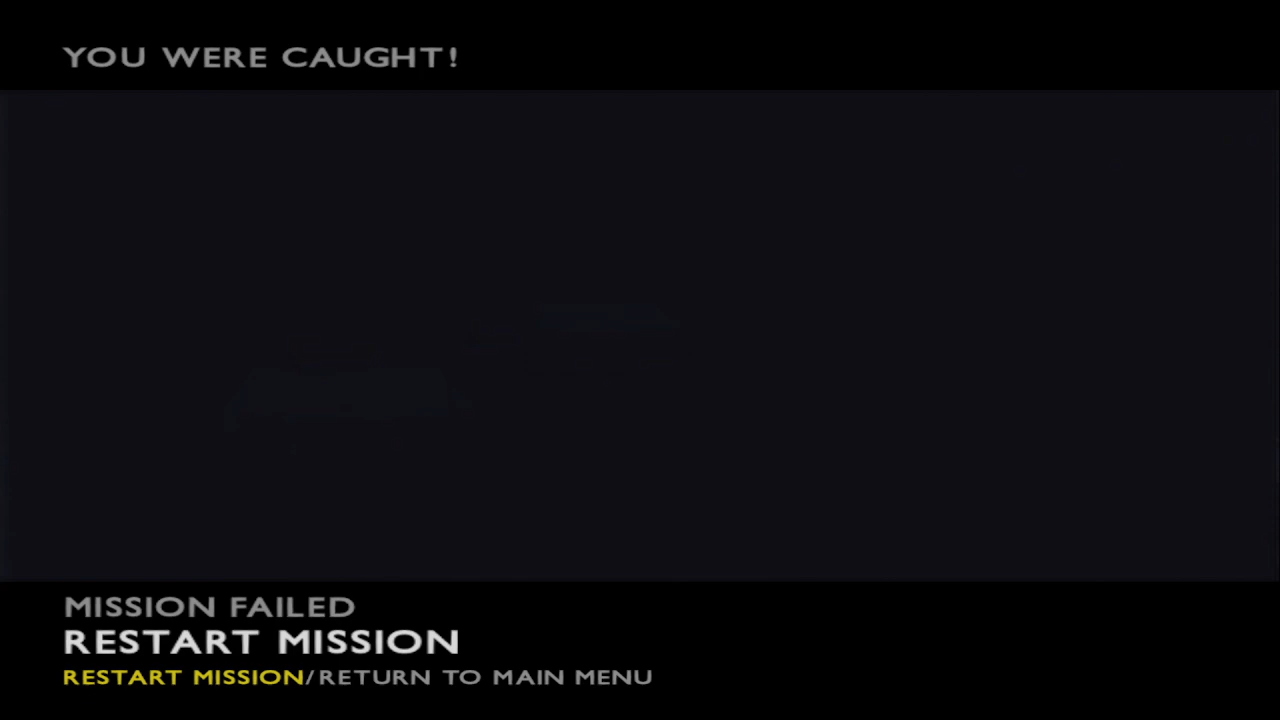 YOU WERE CAUGHT!
MISSION FAILED
RESTART MISSION
RESTART MISSION/RETURN TO MAIN MENU